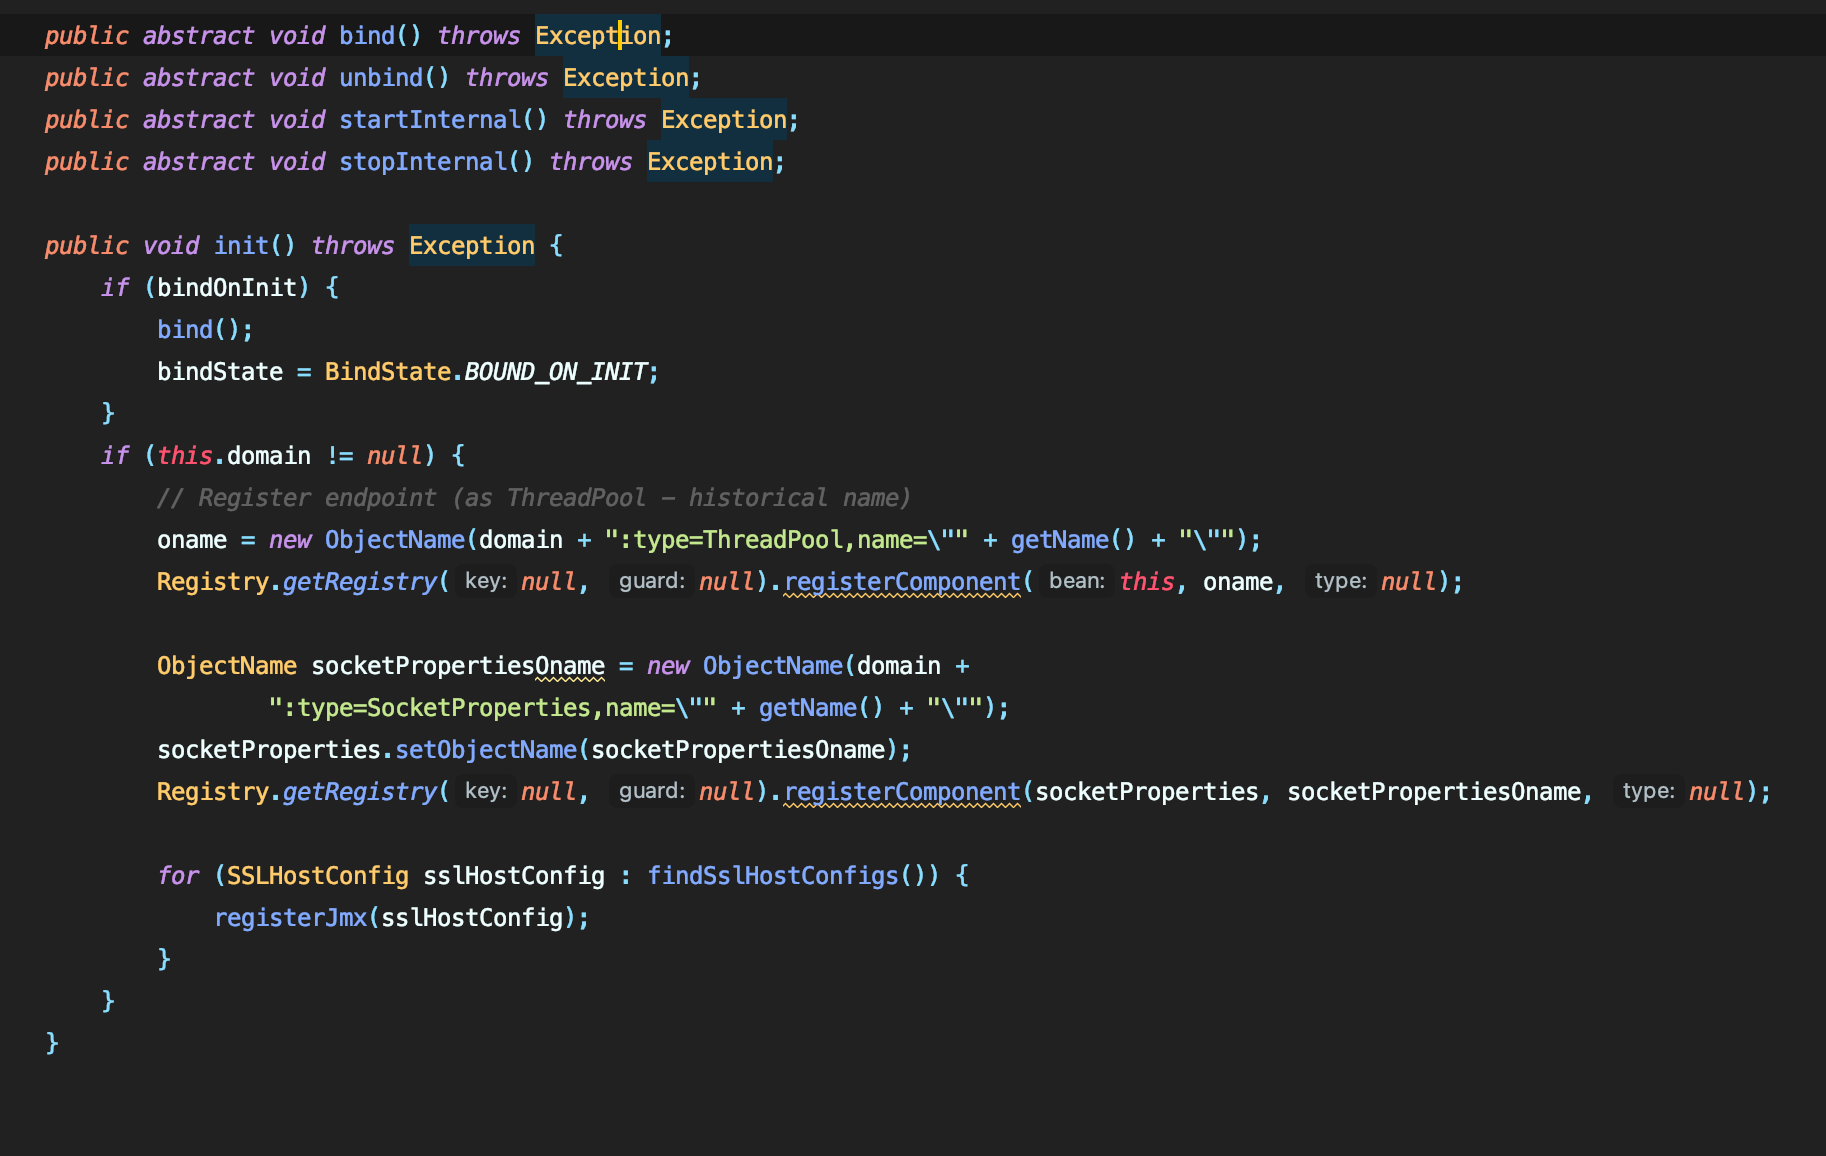 public abstract void bind() throws Exception;
public abstract void unbind() throws Exception;
public abstract void startInternal() throws Exception;
public abstract void stopInternal() throws Exception;
public void init() throws Exception {
if (bindOnInit) {
bind();
bindState = BindState.BOUND_ON_INIT;
}
if (this.domain != null) {
// Register endpoint (as ThreadPool – historical name)
oname = new ObjectName(domain + ":type=ThreadPool,name=\"" + getName() + "\"");
Registry.getRegistry( key: null, guard: null).registerComponent( bean: this, oname, type: null);
ObjectName socketPropertiesOname = new ObjectName(domain +
":type=SocketProperties,name=\"" + getName() + "\"");
socketProperties.setObjectName(socketPropertiesOname);
Registry.getRegistry( key: null, guard: null).registerComponent(socketProperties, socketPropertiesOname, type: null);
for (SSLHostConfig sslHostConfig : findSslHostConfigs()) {
registerJmx(sslHostConfig);
}
}
}